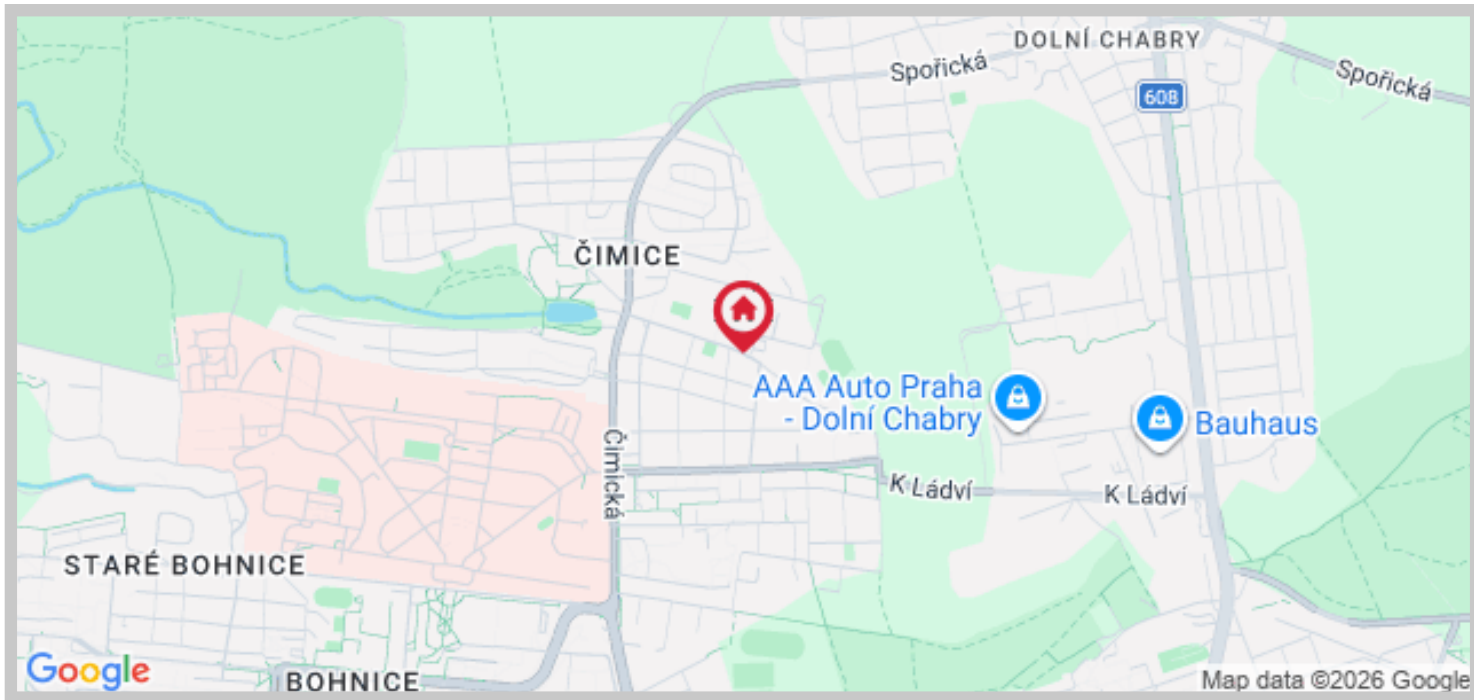 DOLNÍ CHABRY
Spořická
Spořická
608
ČIMICE
AAA Auto Praha
- Dolní Chabry
Bauhaus
Čimická
K Ládví
K Ládví
STARÉ BOHNICE
BOHNICE
Google
Map data ©2026 Google